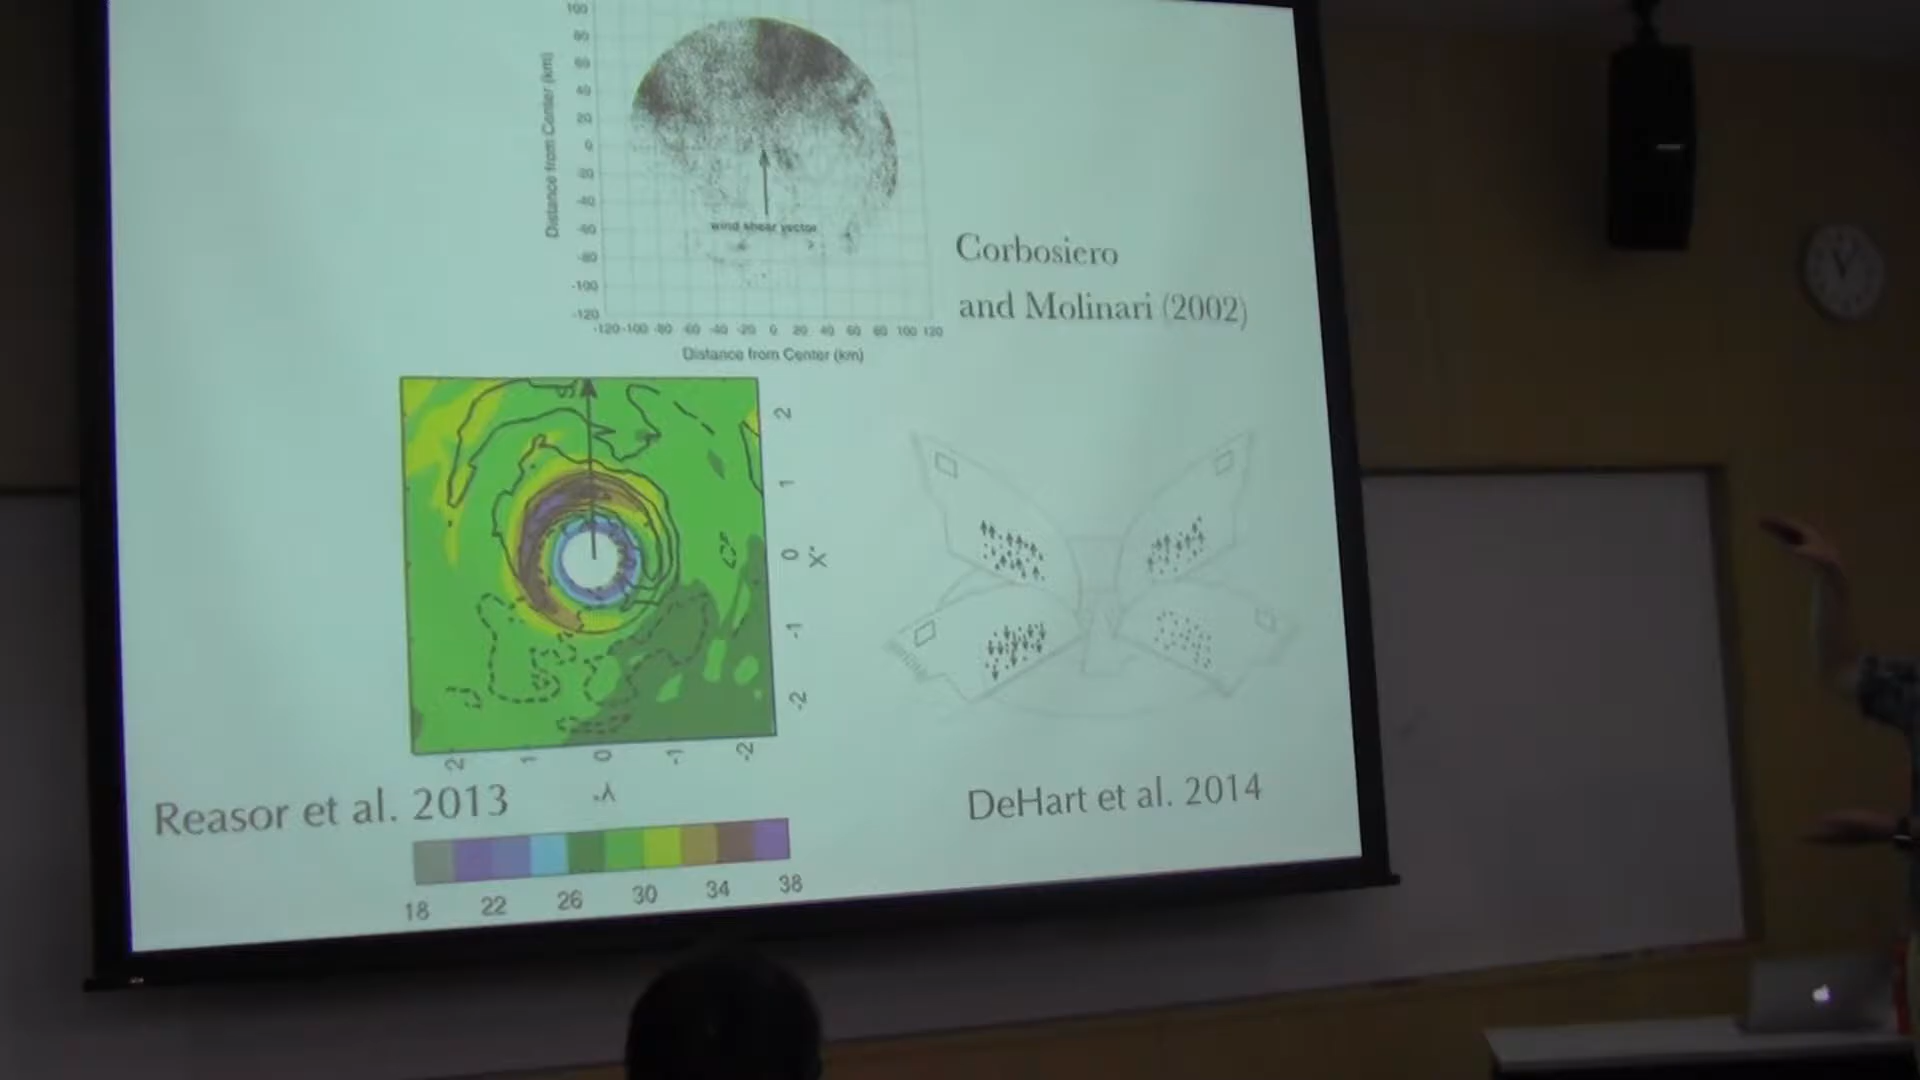 100
80
60
40
20
0
-20
-40
-60
-80
-100
-120
Distance from Center (km)
wind shear vector
-120 -100 -80 -60 -40 -20 0 20 40 60 80 100 120
Distance from Center (km)
Corbosiero
and Molinari (2002)
2
1
0
-1
-2
X*
2 1 0 -1 -2
Reasor et al. 2013
DeHart et al. 2014
18 22 26 30 34 38